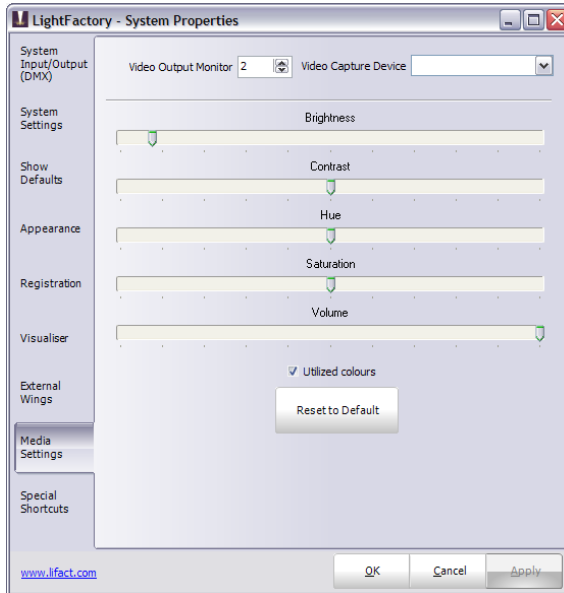 LightFactory - System Properties
System
Input/Output
(DMX)
System
Settings
Show
Defaults
Appearance
Registration
Visualiser
External
Wings
Media
Settings
Special
Shortcuts
www.lifact.com
Video Output Monitor 2 Video Capture Device
Brightness
Contrast
Hue
Saturation
Volume
Utilized colours
Reset to Default
OK Cancel Apply